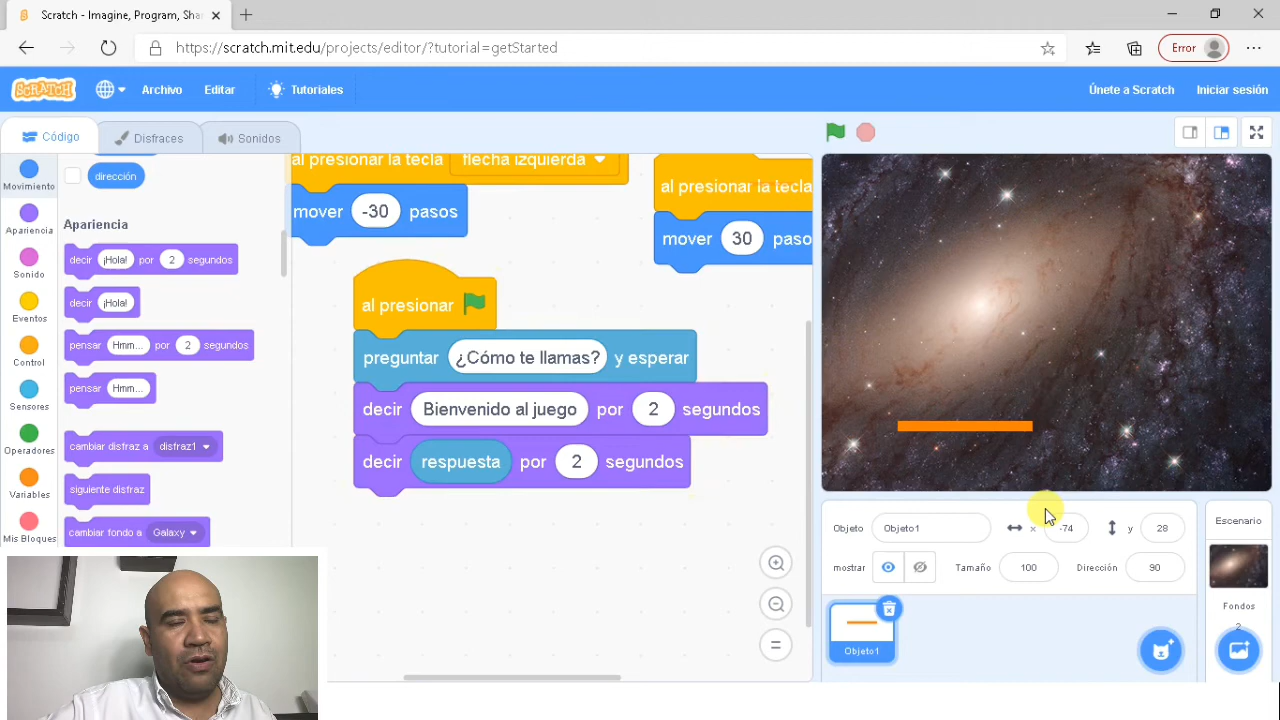 Scratch - Imagine, Program, Sha
https://scratch.mit.edu/projects/editor/?tutorial=getStarted
Error
SCRATCH
Archivo
Editar
Tutoriales
Únete a Scratch
Iniciar sesión
Código
Disfraces
Sonidos
Movimiento
Apariencia
Sonido
Eventos
Control
Sensores
Operadores
Variables
Mis Bloques
dirección
Apariencia
decir ¡Hola! por 2 segundos
decir ¡Hola!
pensar Hmm... por 2 segundos
pensar Hmm...
cambiar disfraz a disfraz1
siguiente disfraz
cambiar fondo a Galaxy
al presionar la tecla flecha izquierda
mover -30 pasos
al presionar la tecla
mover 30 paso
al presionar
preguntar ¿Cómo te llamas? y esperar
decir Bienvenido al juego por 2 segundos
decir respuesta por 2 segundos
Objeto Objeto1 x -74 y 28
mostrar Tamaño 100 Dirección 90
Objeto1
Escenario
Fondos
2